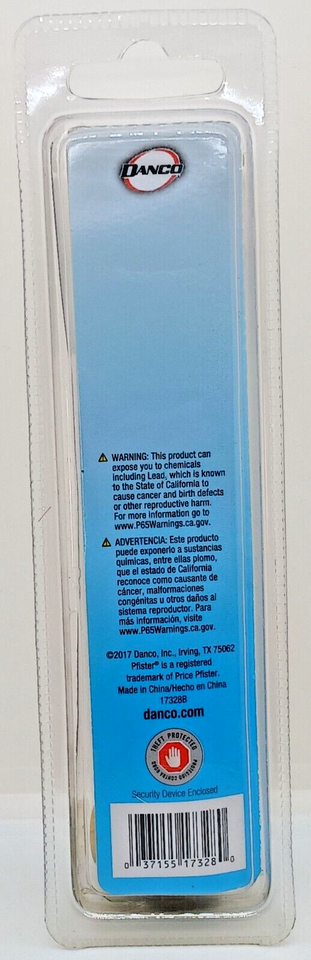 DANCO
WARNING: This product can
expose you to chemicals
including Lead, which is known
to the State of California to
cause cancer and birth defects
or other reproductive harm.
For more information go to
www.P65Warnings.ca.gov.
ADVERTENCIA: Este producto
puede exponerlo a sustancias
químicas, entre ellas plomo,
que el estado de California
reconoce como causante de
cáncer, malformaciones
congénitas u otros daños al
sistema reproductor. Para
más información, visite
www.P65Warnings.ca.gov.
©2017 Danco, Inc., Irving, TX 75062
Pfister® is a registered
trademark of Price Pfister.
Made in China/Hecho en China
17328B
danco.com
THEFT PROTECTED
PRODUCTO CONTRA ROBO
Security Device Enclosed
0 37155 17328 0